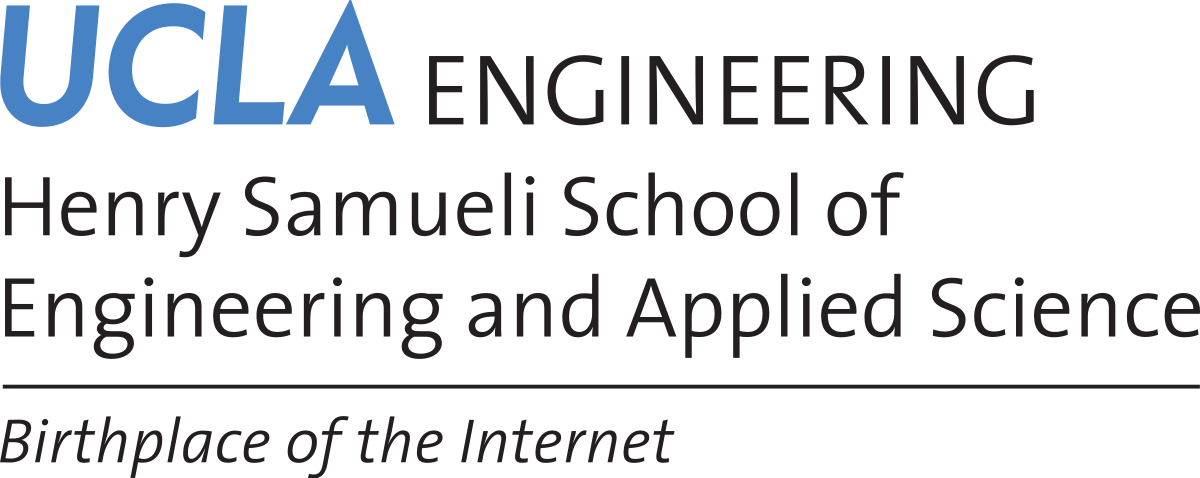 UCLA ENGINEERING
Henry Samueli School of
Engineering and Applied Science
Birthplace of the Internet